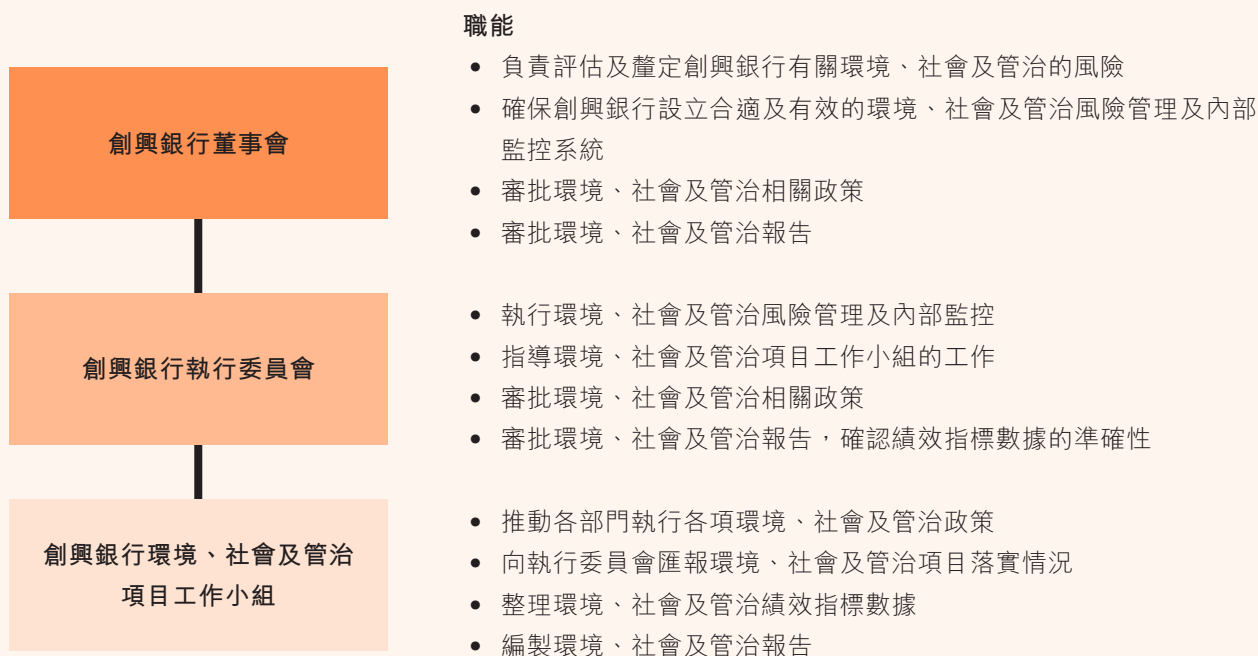 職能
• 負責評估及釐定創興銀行有關環境、社會及管治的風險
• 確保創興銀行設立合適及有效的環境、社會及管治風險管理及內部
監控系統
• 審批環境、社會及管治相關政策
• 審批環境、社會及管治報告
創興銀行董事會
• 執行環境、社會及管治風險管理及內部監控
• 指導環境、社會及管治項目工作小組的工作
• 審批環境、社會及管治相關政策
• 審批環境、社會及管治報告，確認績效指標數據的準確性
創興銀行執行委員會
• 推動各部門執行各項環境、社會及管治政策
• 向執行委員會匯報環境、社會及管治項目落實情況
• 整理環境、社會及管治績效指標數據
• 編製環境、社會及管治報告
創興銀行環境、社會及管治
項目工作小組